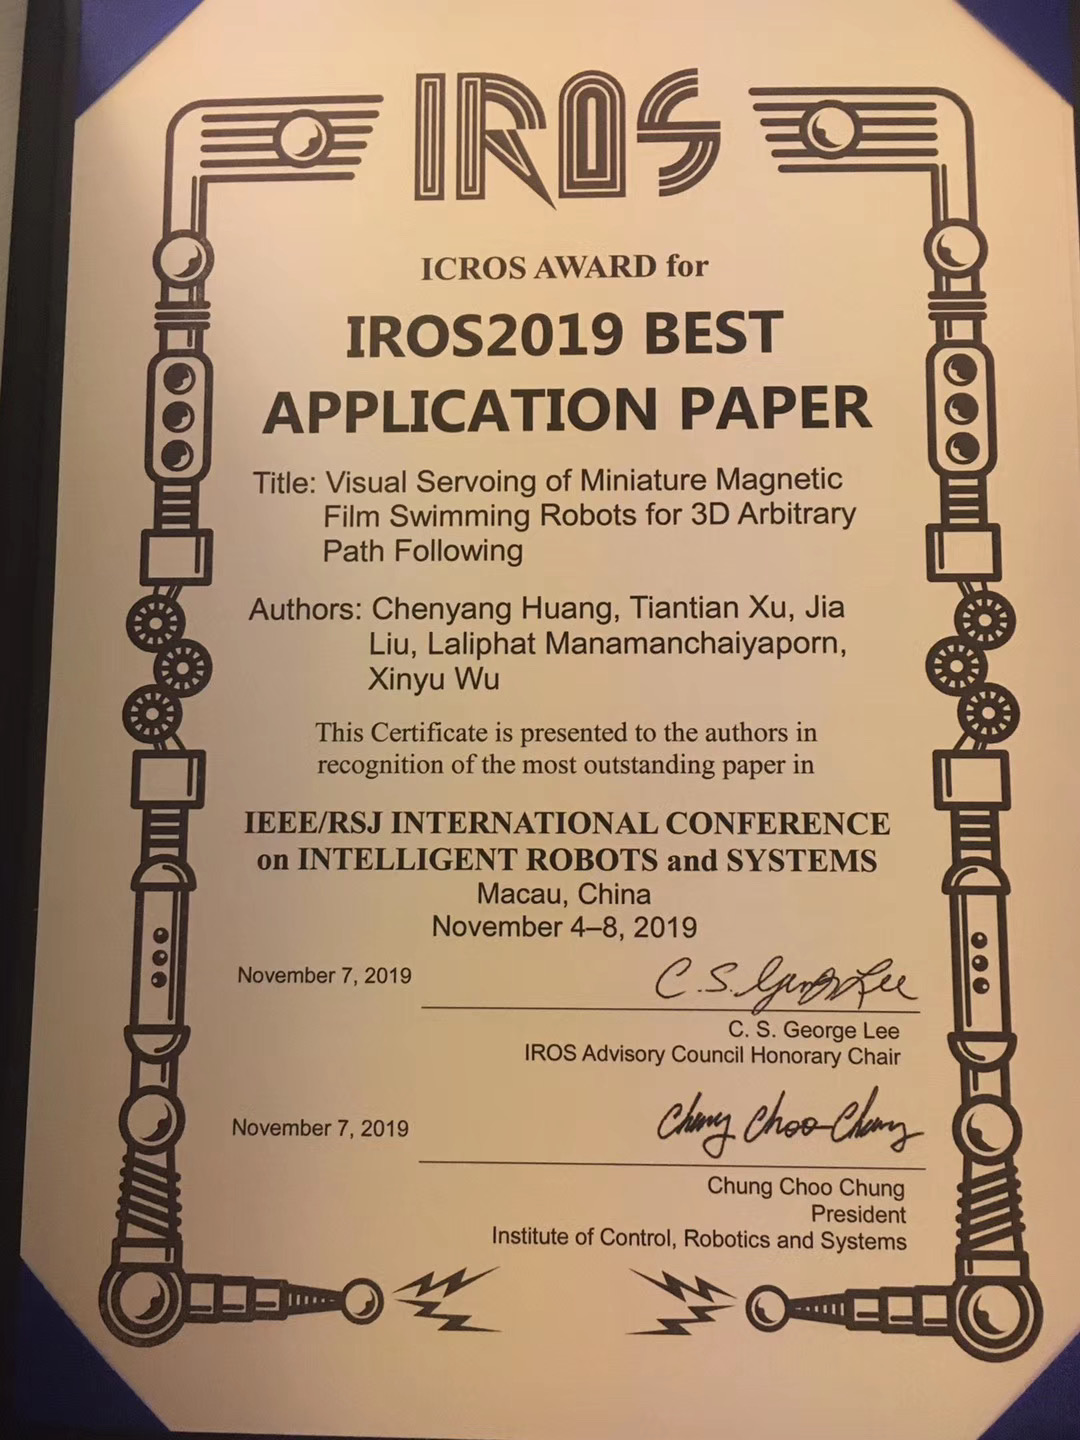 IROS
ICROS AWARD for
IROS2019 BEST
APPLICATION PAPER
Title: Visual Servoing of Miniature Magnetic
Film Swimming Robots for 3D Arbitrary
Path Following
Authors: Chenyang Huang, Tiantian Xu, Jia
Liu, Laliphat Manamanchaiyaporn,
Xinyu Wu
This Certificate is presented to the authors in
recognition of the most outstanding paper in
IEEE/RSJ INTERNATIONAL CONFERENCE
on INTELLIGENT ROBOTS and SYSTEMS
Macau, China
November 4–8, 2019
November 7, 2019
C. S. George Lee
C. S. George Lee
IROS Advisory Council Honorary Chair
November 7, 2019
Chung Choo Chung
Chung Choo Chung
President
Institute of Control, Robotics and Systems